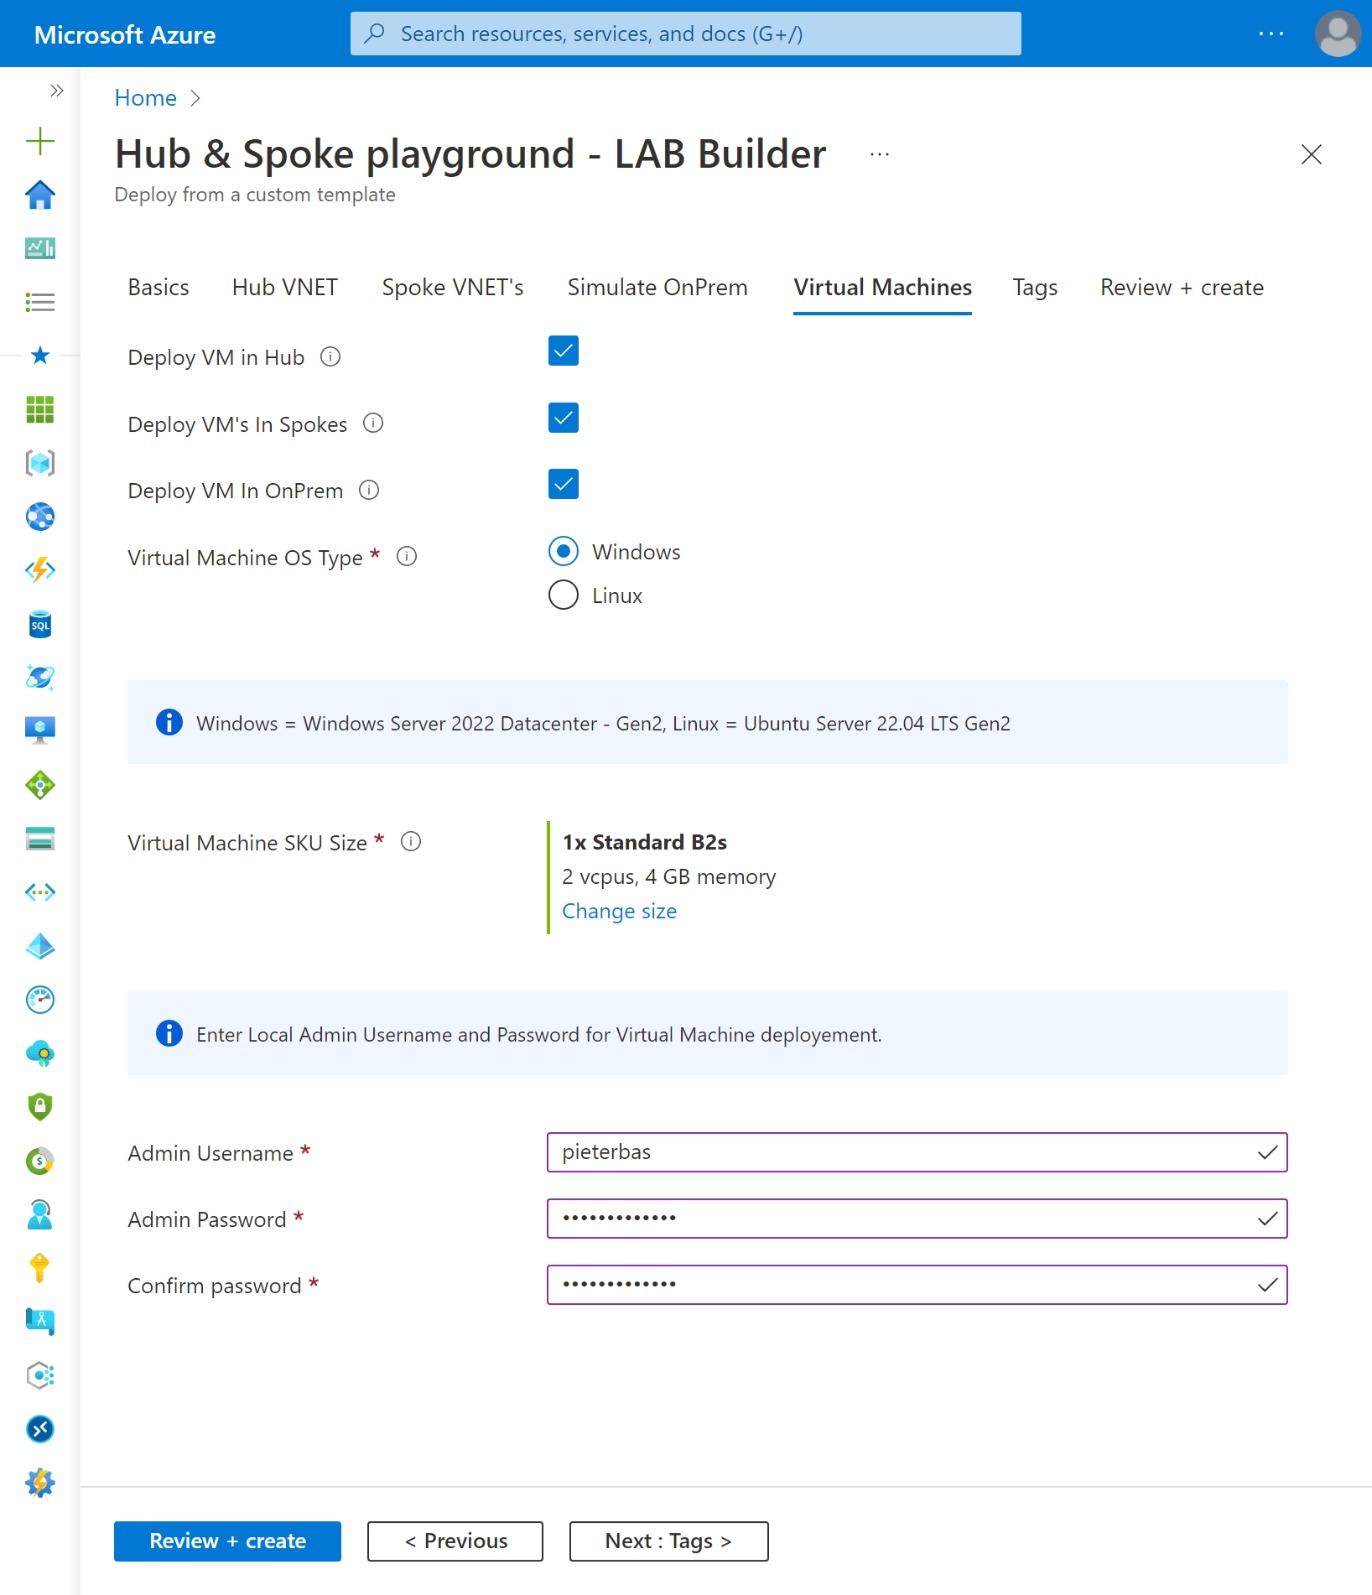 Microsoft Azure
Search resources, services, and docs (G+/)
...
Home >
Hub & Spoke playground - LAB Builder ...
Deploy from a custom template
Basics Hub VNET Spoke VNET's Simulate OnPrem Virtual Machines Tags Review + create
Deploy VM in Hub
Deploy VM's In Spokes
Deploy VM In OnPrem
Virtual Machine OS Type *
Windows
Linux
Windows = Windows Server 2022 Datacenter - Gen2, Linux = Ubuntu Server 22.04 LTS Gen2
Virtual Machine SKU Size *
1x Standard B2s
2 vcpus, 4 GB memory
Change size
Enter Local Admin Username and Password for Virtual Machine deployement.
Admin Username * pieterbas
Admin Password * •••••••••••••
Confirm password * •••••••••••••
SQL
Review + create
< Previous
Next : Tags >